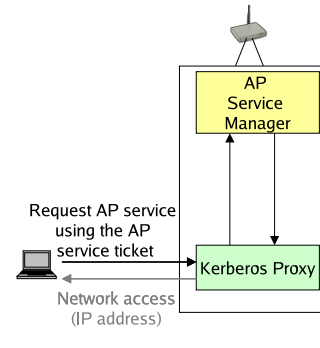 AP
Service
Manager
Request AP service
using the AP
service ticket
Kerberos Proxy
Network access
(IP address)